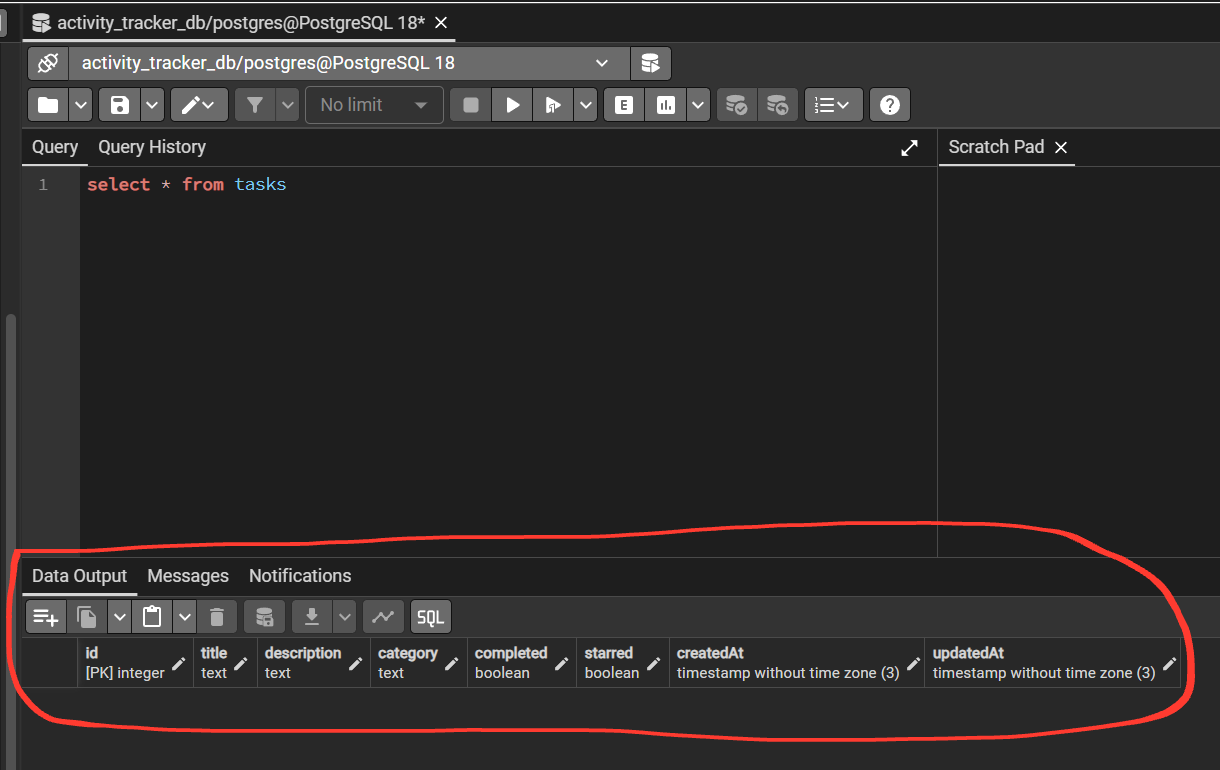 activity_tracker_db/postgres@PostgreSQL 18*
activity_tracker_db/postgres@PostgreSQL 18
No limit
E
Query Query History
Scratch Pad
1 select * from tasks
Data Output Messages Notifications
SQL
id title description category completed starred createdAt updatedAt
[PK] integer text text text boolean boolean timestamp without time zone (3) timestamp without time zone (3)